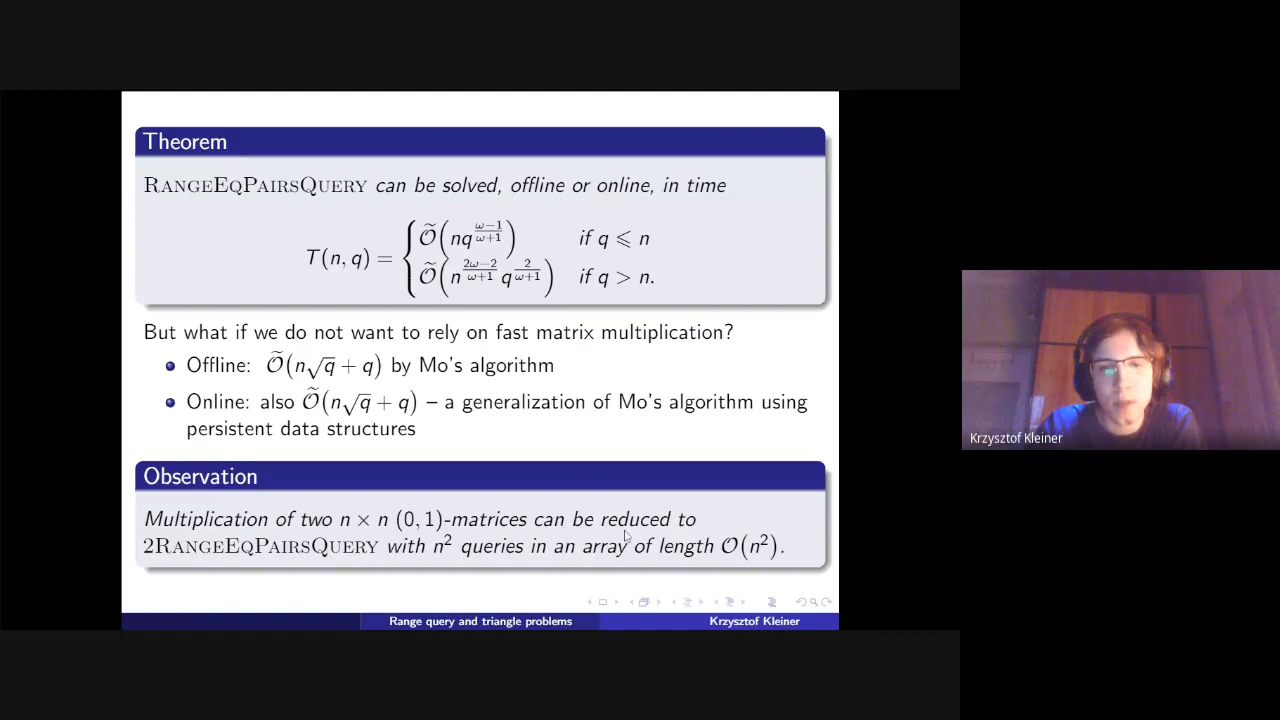 Theorem
RANGEEQPAIRSQUERY can be solved, offline or online, in time
T(n, q) = { Õ(nq^{(ω−1)/(ω+1)}) if q ⩽ n
Õ(n^{(2ω−2)/(ω+1)} q^{2/(ω+1)}) if q > n.
But what if we do not want to rely on fast matrix multiplication?
Offline: Õ(n√q + q) by Mo's algorithm
Online: also Õ(n√q + q) – a generalization of Mo's algorithm using
persistent data structures
Observation
Multiplication of two n × n (0, 1)-matrices can be reduced to
2RANGEEQPAIRSQUERY with n² queries in an array of length O(n²).
Range query and triangle problems
Krzysztof Kleiner
Krzysztof Kleiner